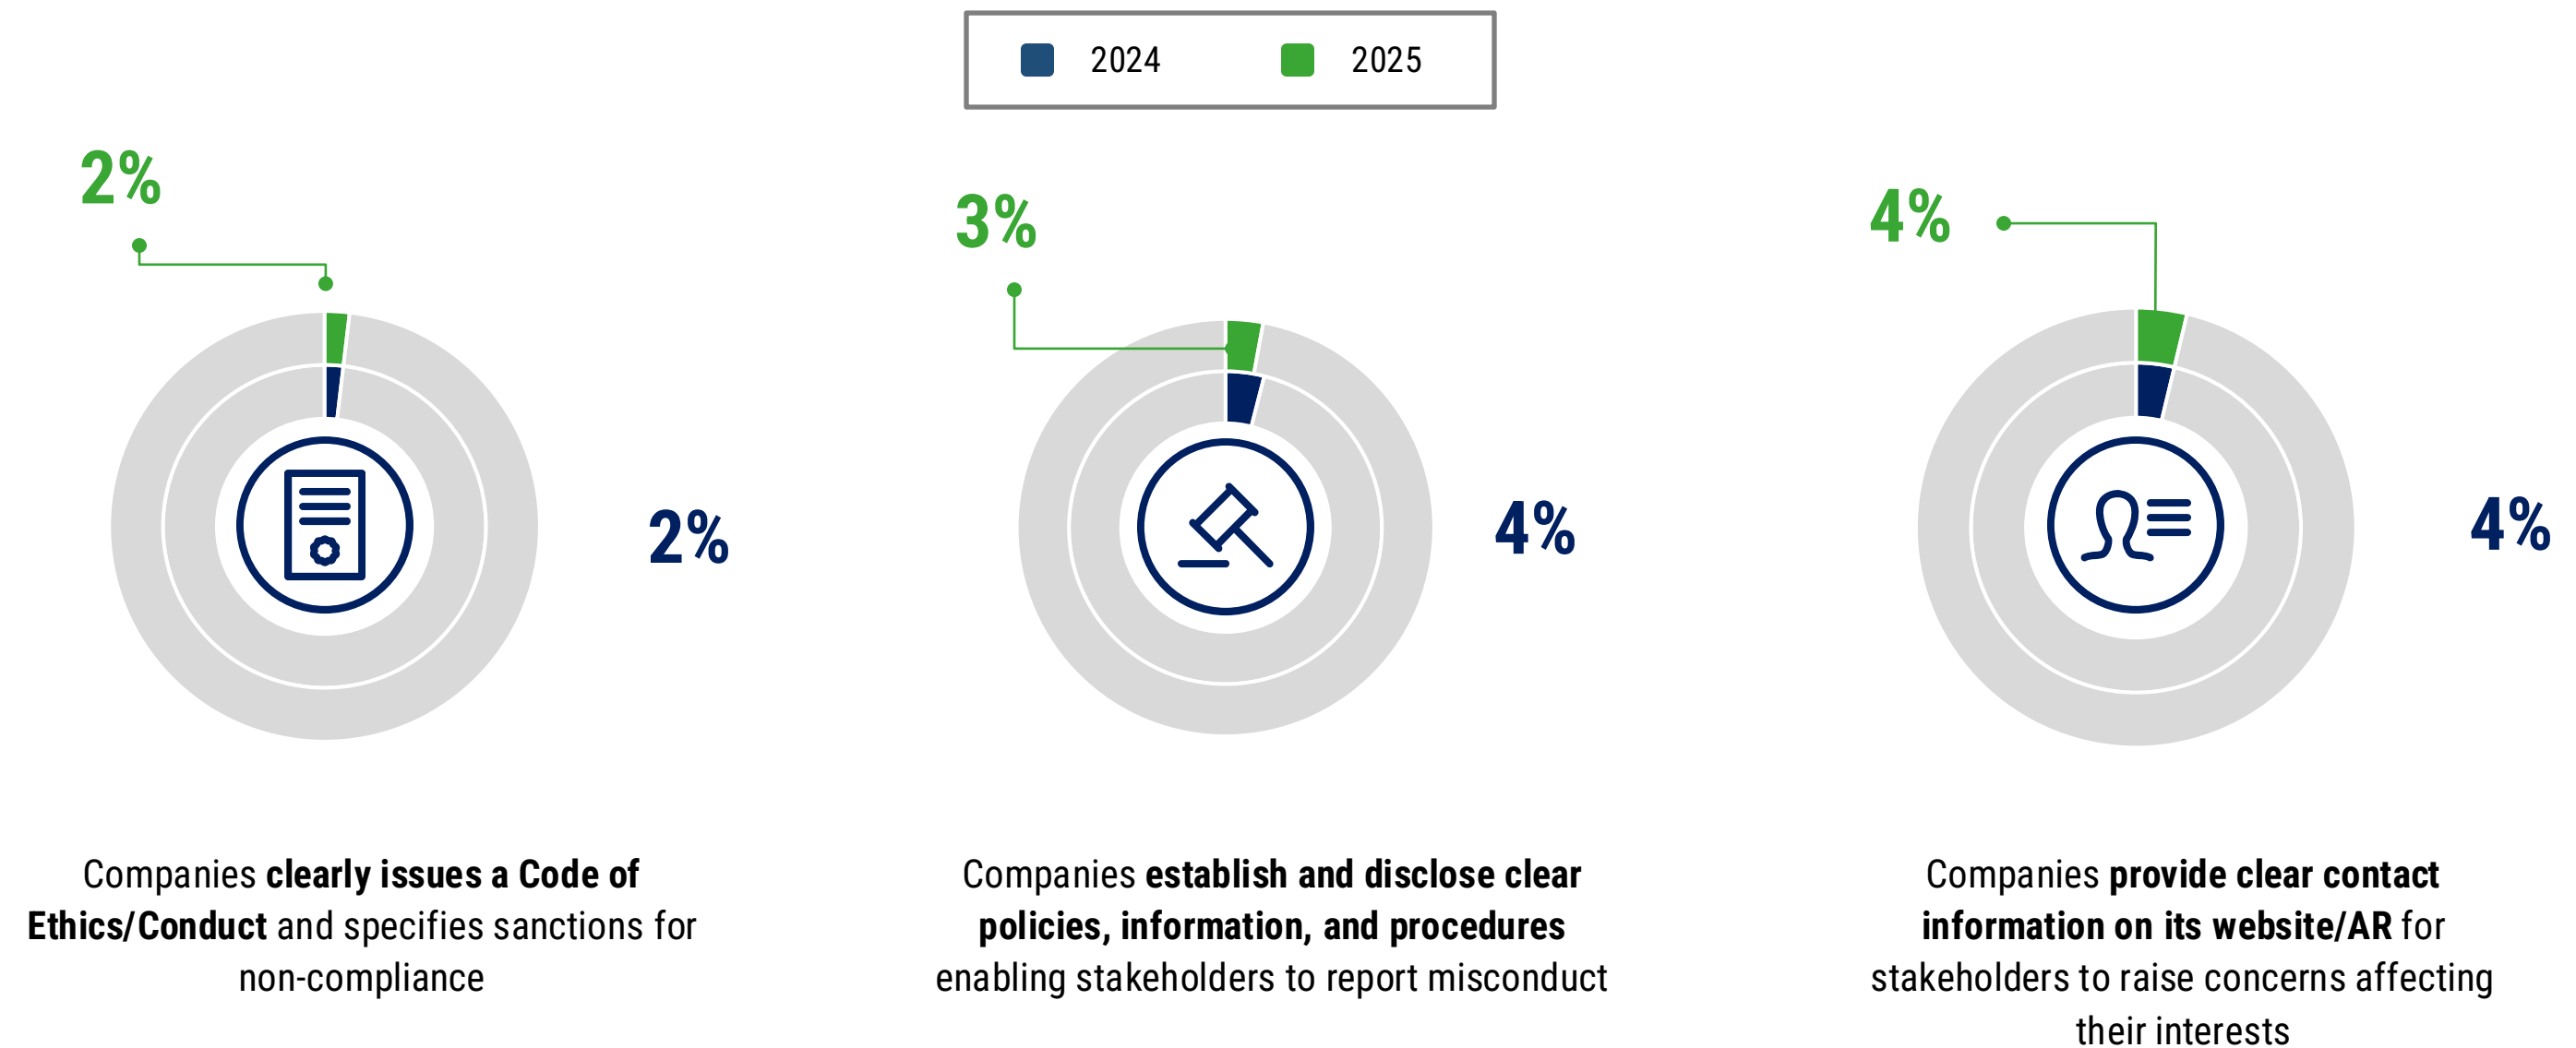 2024
2025
2%
2%
Companies clearly issues a Code of
Ethics/Conduct and specifies sanctions for
non-compliance
3%
4%
Companies establish and disclose clear
policies, information, and procedures
enabling stakeholders to report misconduct
4%
4%
Companies provide clear contact
information on its website/AR for
stakeholders to raise concerns affecting
their interests